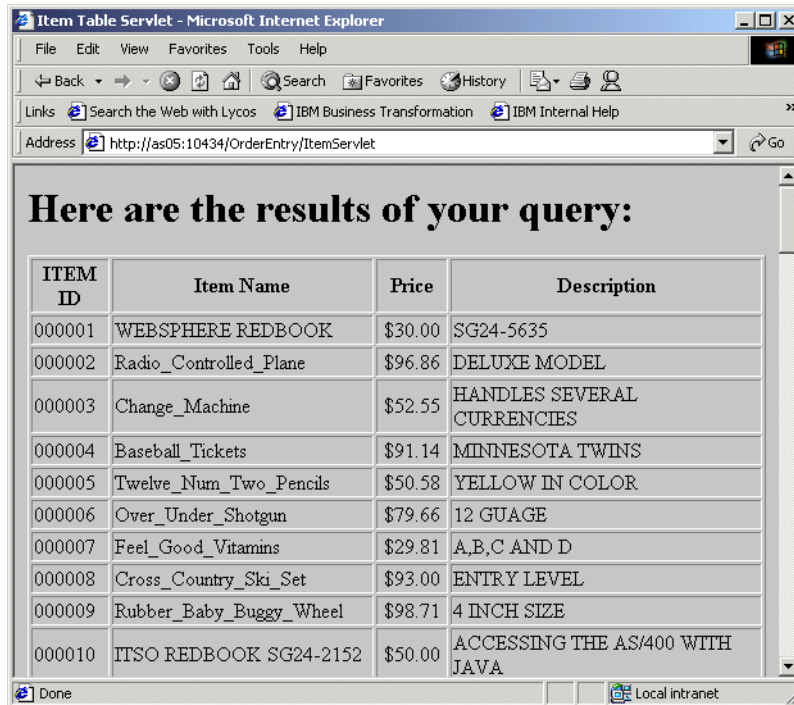 Item Table Servlet - Microsoft Internet Explorer
File Edit View Favorites Tools Help
Back Search Favorites History
Links Search the Web with Lycos IBM Business Transformation IBM Internal Help »
Address http://as05:10434/OrderEntry/ItemServlet Go
Here are the results of your query:
ITEM ID Item Name Price Description
000001 WEBSPHERE REDBOOK $30.00 SG24-5635
000002 Radio_Controlled_Plane $96.86 DELUXE MODEL
000003 Change_Machine $52.55 HANDLES SEVERAL
CURRENCIES
000004 Baseball_Tickets $91.14 MINNESOTA TWINS
000005 Twelve_Num_Two_Pencils $50.58 YELLOW IN COLOR
000006 Over_Under_Shotgun $79.66 12 GUAGE
000007 Feel_Good_Vitamins $29.81 A,B,C AND D
000008 Cross_Country_Ski_Set $93.00 ENTRY LEVEL
000009 Rubber_Baby_Buggy_Wheel $98.71 4 INCH SIZE
000010 ITSO REDBOOK SG24-2152 $50.00 ACCESSING THE AS/400 WITH
JAVA
Done Local intranet